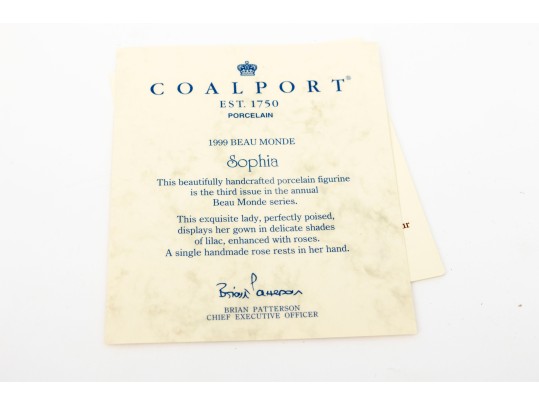 COALPORT®
EST. 1750
PORCELAIN
1999 BEAU MONDE
Sophia
This beautifully handcrafted porcelain figurine
is the third issue in the annual
Beau Monde series.
This exquisite lady, perfectly poised,
displays her gown in delicate shades
of lilac, enhanced with roses.
A single handmade rose rests in her hand.
Brian Patterson
BRIAN PATTERSON
CHIEF EXECUTIVE OFFICER